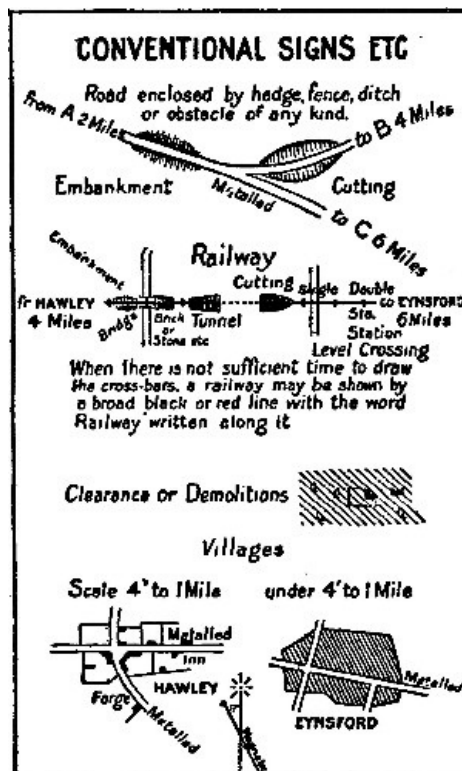 CONVENTIONAL SIGNS ETC
Road enclosed by hedge, fence, ditch
or obstacle of any kind.
from A 2 Miles
to B 4 Miles
Embankment
Metalled
Cutting
to C 6 Miles
Railway
Embankment
Cutting
Single
Double
fr HAWLEY
4 Miles
Bridge
Brick
or
Stone etc
Tunnel
Sta.
Station
to EYNSFORD
6 Miles
Level Crossing
When there is not sufficient time to draw
the cross-bars, a railway may be shown by
a broad black or red line with the word
Railway written along it
Clearance or Demolitions
Villages
Scale 4" to 1 Mile
under 4" to 1 Mile
Metalled
Inn
HAWLEY
Forge
Metalled
Metalled
EYNSFORD